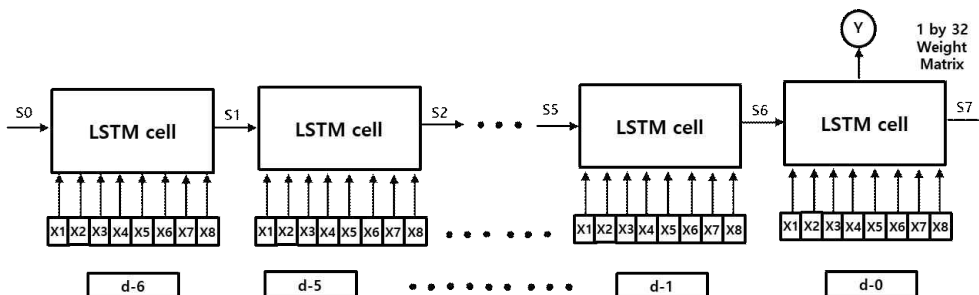 Y
1 by 32
Weight
Matrix
S0
LSTM cell
S1
LSTM cell
S2
S5
LSTM cell
S6
LSTM cell
S7
X1 X2 X3 X4 X5 X6 X7 X8
X1 X2 X3 X4 X5 X6 X7 X8
X1 X2 X3 X4 X5 X6 X7 X8
X1 X2 X3 X4 X5 X6 X7 X8
d-6
d-5
d-1
d-0